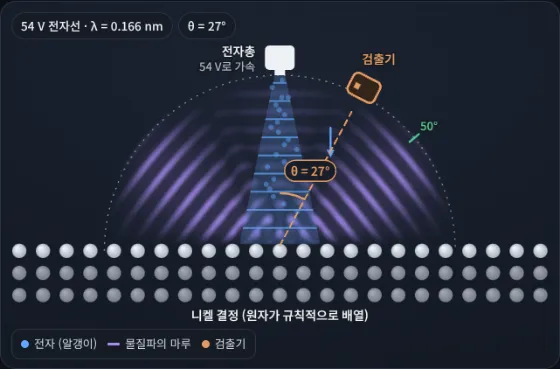 54 V 전자선 · λ = 0.166 nm
θ = 27°
전자총
54 V로 가속
검출기
50°
θ = 27°
니켈 결정 (원자가 규칙적으로 배열)
전자 (알갱이)
물질파의 마루
검출기